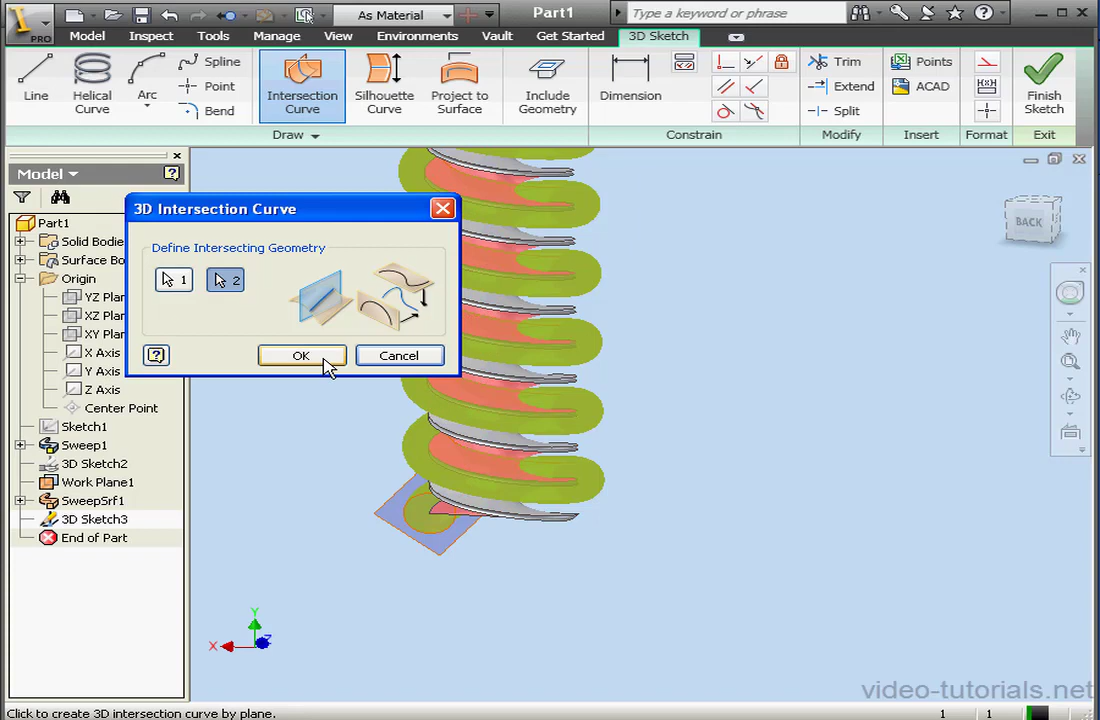 As Material
Part1
Type a keyword or phrase
PRO
Model
Inspect
Tools
Manage
View
Environments
Vault
Get Started
3D Sketch
Line
Helical Curve
Arc
Spline
Point
Bend
Intersection Curve
Silhouette Curve
Project to Surface
Include Geometry
Dimension
Trim
Extend
Split
Points
ACAD
Finish Sketch
Draw
Constrain
Modify
Insert
Format
Exit
Model
Part1
Solid Bodies
Surface Bo
Origin
YZ Plan
XZ Plan
XY Plan
X Axis
Y Axis
Z Axis
Center Point
Sketch1
Sweep1
3D Sketch2
Work Plane1
SweepSrf1
3D Sketch3
End of Part
3D Intersection Curve
Define Intersecting Geometry
1
2
OK
Cancel
BACK
Y
X
Z
video-tutorials.net
Click to create 3D intersection curve by plane.
1
1